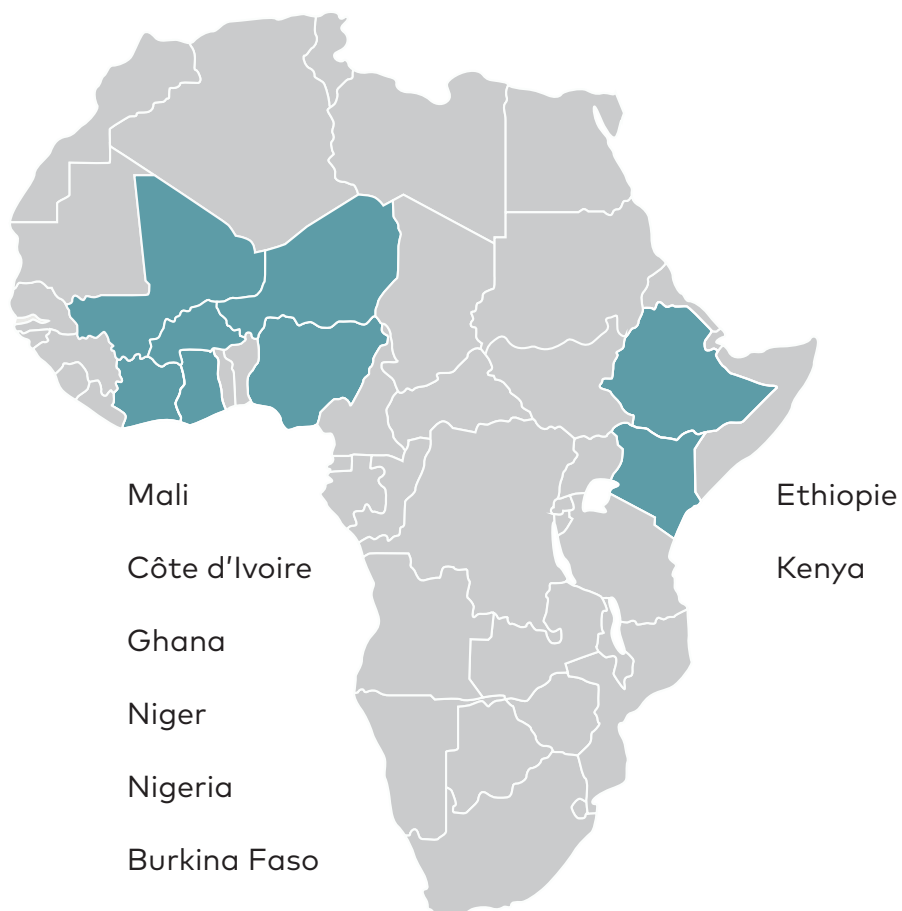 Mali
Côte d'Ivoire
Ghana
Niger
Nigeria
Burkina Faso
Ethiopie
Kenya